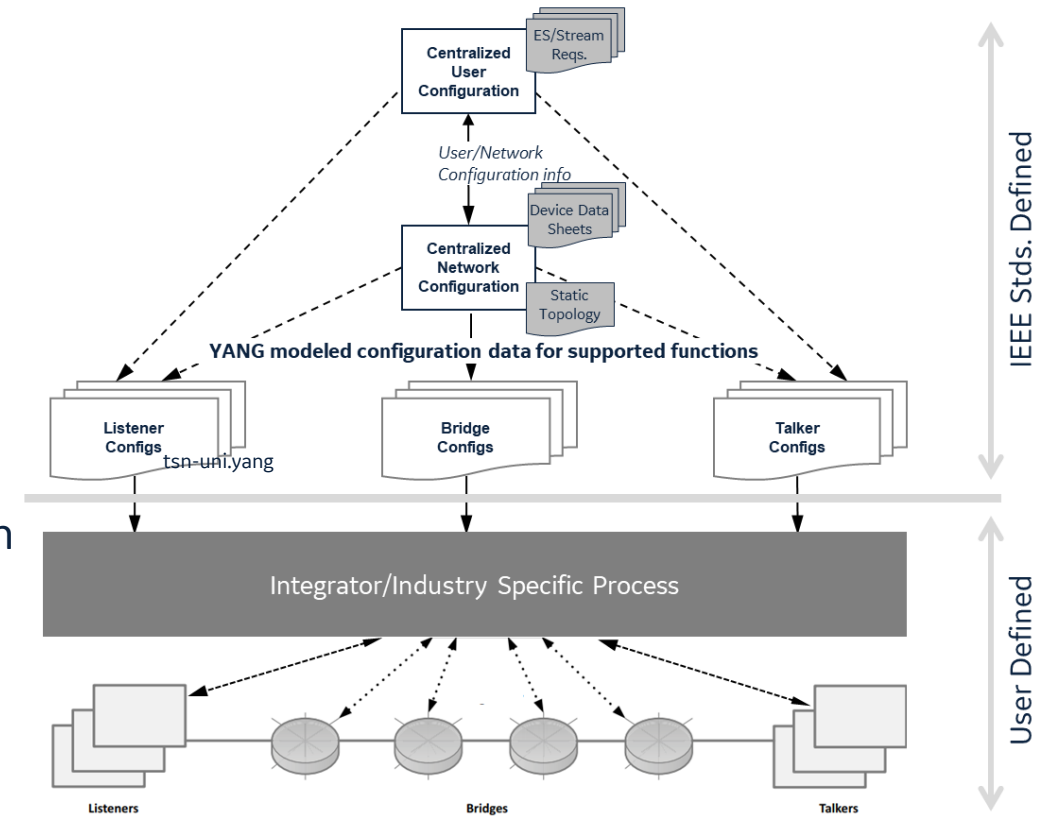 ES/Stream
Reqs.
Centralized
User
Configuration
User/Network
Configuration info
Device Data
Sheets
Centralized
Network
Configuration
Static
Topology
YANG modeled configuration data for supported functions
Listener
Configs
tsn-uni.yang
Bridge
Configs
Talker
Configs
IEEE Stds. Defined
n
Integrator/Industry Specific Process
User Defined
Listeners
Bridges
Talkers